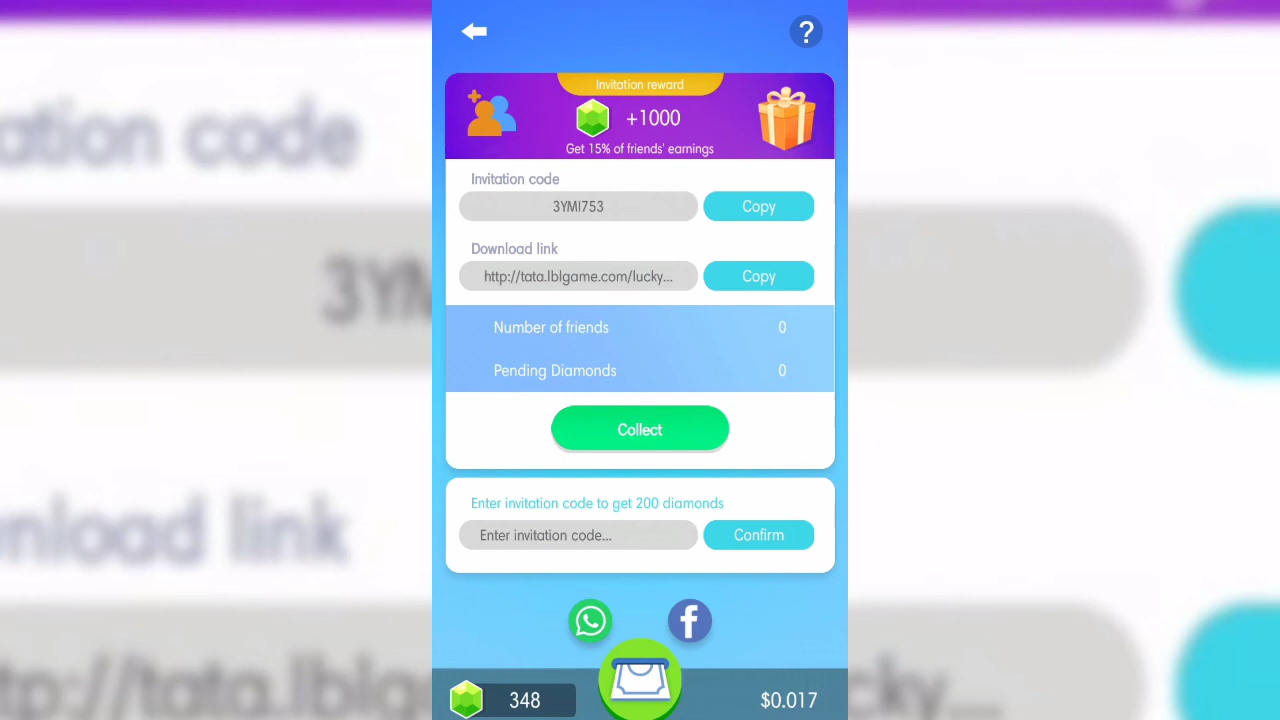 ?
Invitation reward
+1000
Get 15% of friends' earnings
Invitation code
3YMI753
Copy
Download link
http://tata.lblgame.com/lucky...
Copy
Number of friends
0
Pending Diamonds
0
Collect
Enter invitation code to get 200 diamonds
Enter invitation code...
Confirm
348
$0.017